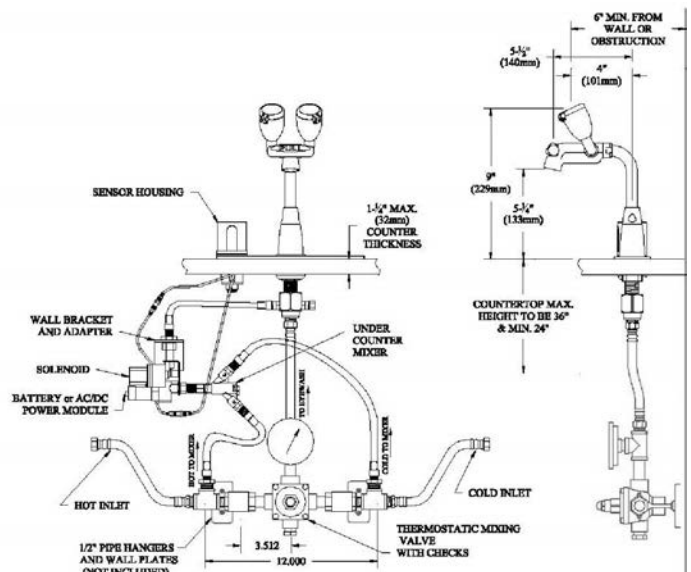 6" MIN. FROM
WALL OR
OBSTRUCTION
5-½"
(140mm)
4"
(101mm)
PULL
9"
(229mm)
5-¼"
(133mm)
SENSOR HOUSING
1-¼" MAX.
(32mm)
COUNTER
THICKNESS
COUNTERTOP MAX.
HEIGHT TO BE 36"
& MIN. 24"
WALL BRACKET
AND ADAPTER
UNDER
COUNTER
MIXER
SOLENOID
BATTERY or AC/DC
POWER MODULE
TO EYEWASH
HOT TO MIXER
COLD TO MIXER
HOT INLET
COLD INLET
1/2" PIPE HANGERS
AND WALL PLATES
(NOT INCLUDED)
3.512
12.000
THERMOSTATIC MIXING
VALVE
WITH CHECKS